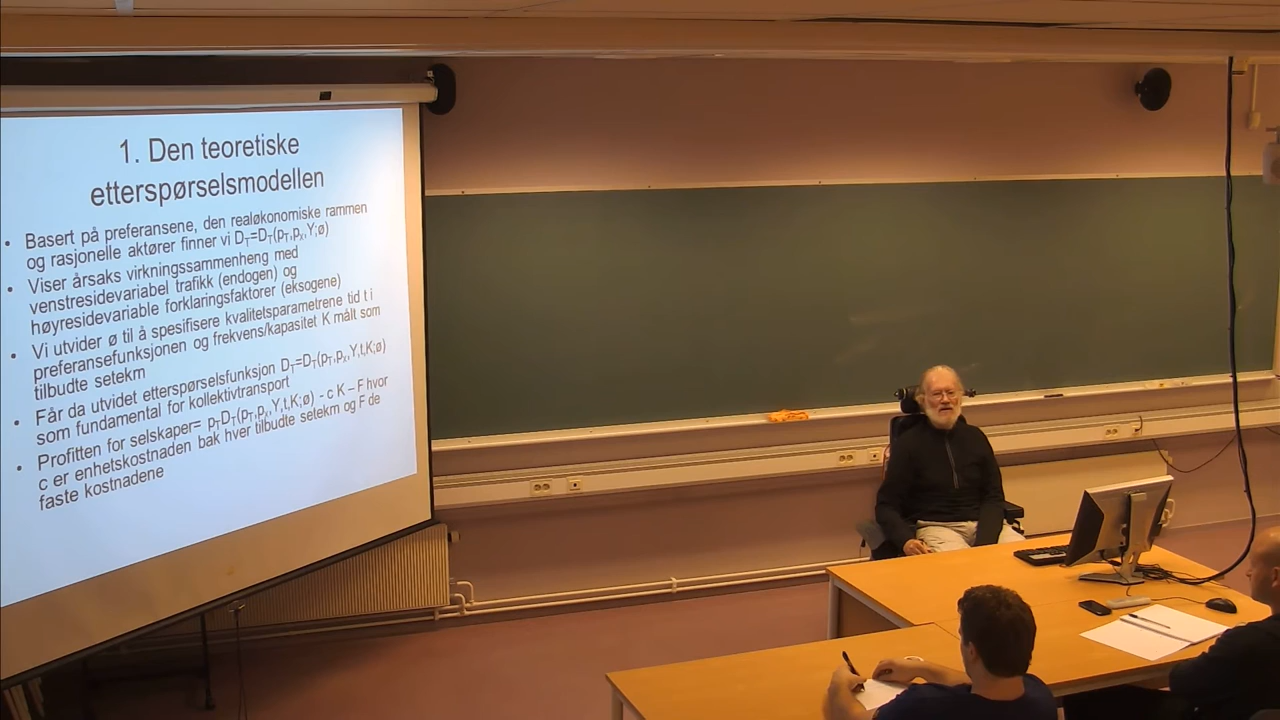 1. Den teoretiske
etterspørselsmodellen
• Basert på preferansene, den realøkonomiske rammen
og rasjonelle aktører finner vi D_T=D_T(p_T,p_x,Y;ø)
• Viser årsaks virkningssammenheng med
venstresidevariabel trafikk (endogen) og
høyresidevariable forklaringsfaktorer (eksogene)
• Vi utvider ø til å spesifisere kvalitetsparametrene tid t i
preferansefunksjonen og frekvens/kapasitet K målt som
tilbudte setekm
• Får da utvidet etterspørselsfunksjon D_T=D_T(p_T,p_x,Y,t,K;ø)
som fundamental for kollektivtransport
• Profitten for selskaper= p_TD_T(p_T,p_x,Y,t,K;ø) - c K – F hvor
c er enhetskostnaden bak hver tilbudte setekm og F de
faste kostnadene